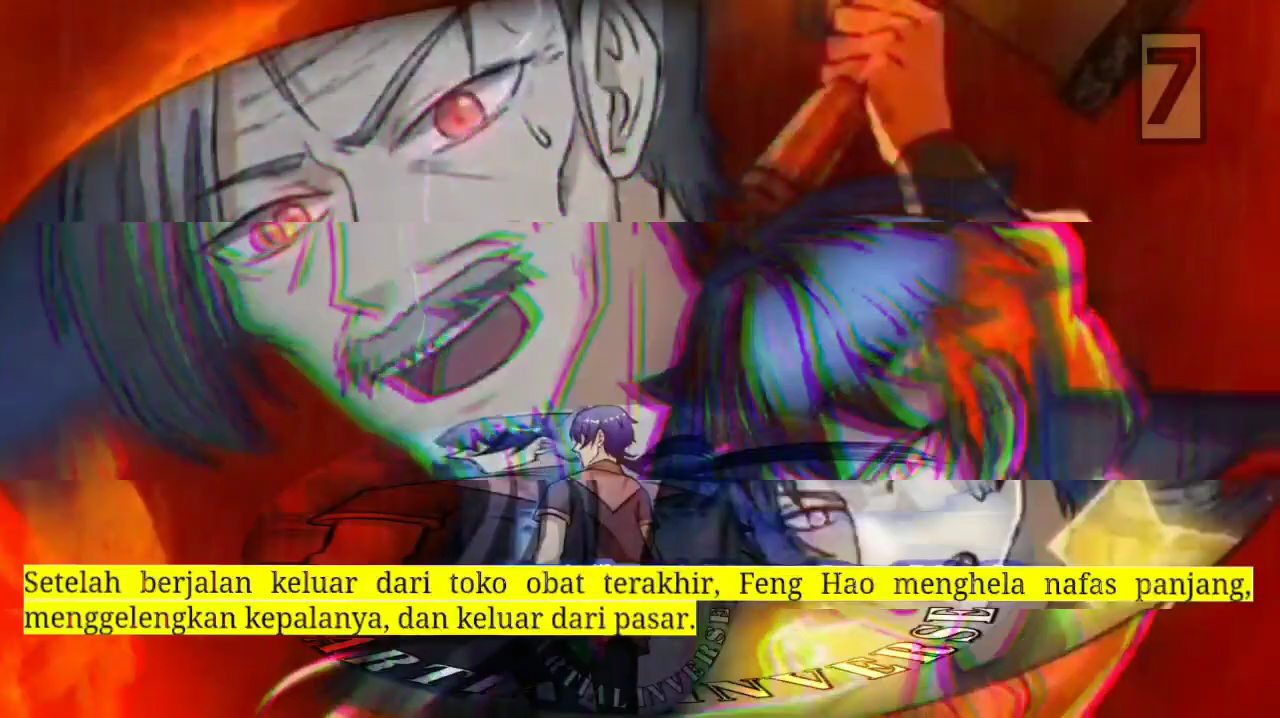 7
Setelah berjalan keluar dari toko obat terakhir, Feng Hao menghela nafas panjang,
menggelengkan kepalanya, dan keluar dari pasar.
INVERSE